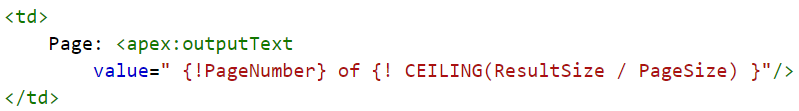 <td>
    Page: <apex:outputText
        value=" {!PageNumber} of {! CEILING(ResultSize / PageSize) }"/>
</td>